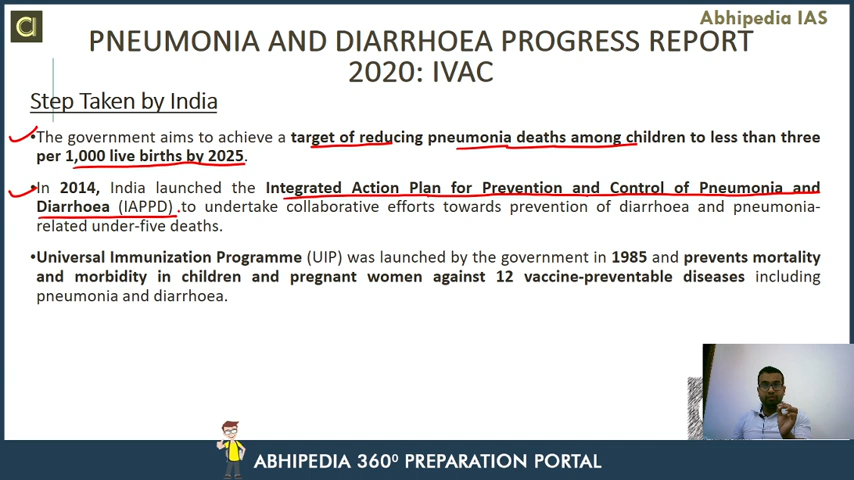 Abhipedia IAS
PNEUMONIA AND DIARRHOEA PROGRESS REPORT
2020: IVAC
Step Taken by India
•The government aims to achieve a target of reducing pneumonia deaths among children to less than three
per 1,000 live births by 2025.
•In 2014, India launched the Integrated Action Plan for Prevention and Control of Pneumonia and
Diarrhoea (IAPPD) .to undertake collaborative efforts towards prevention of diarrhoea and pneumonia-
related under-five deaths.
•Universal Immunization Programme (UIP) was launched by the government in 1985 and prevents mortality
and morbidity in children and pregnant women against 12 vaccine-preventable diseases including
pneumonia and diarrhoea.
ABHIPEDIA 360⁰ PREPARATION PORTAL